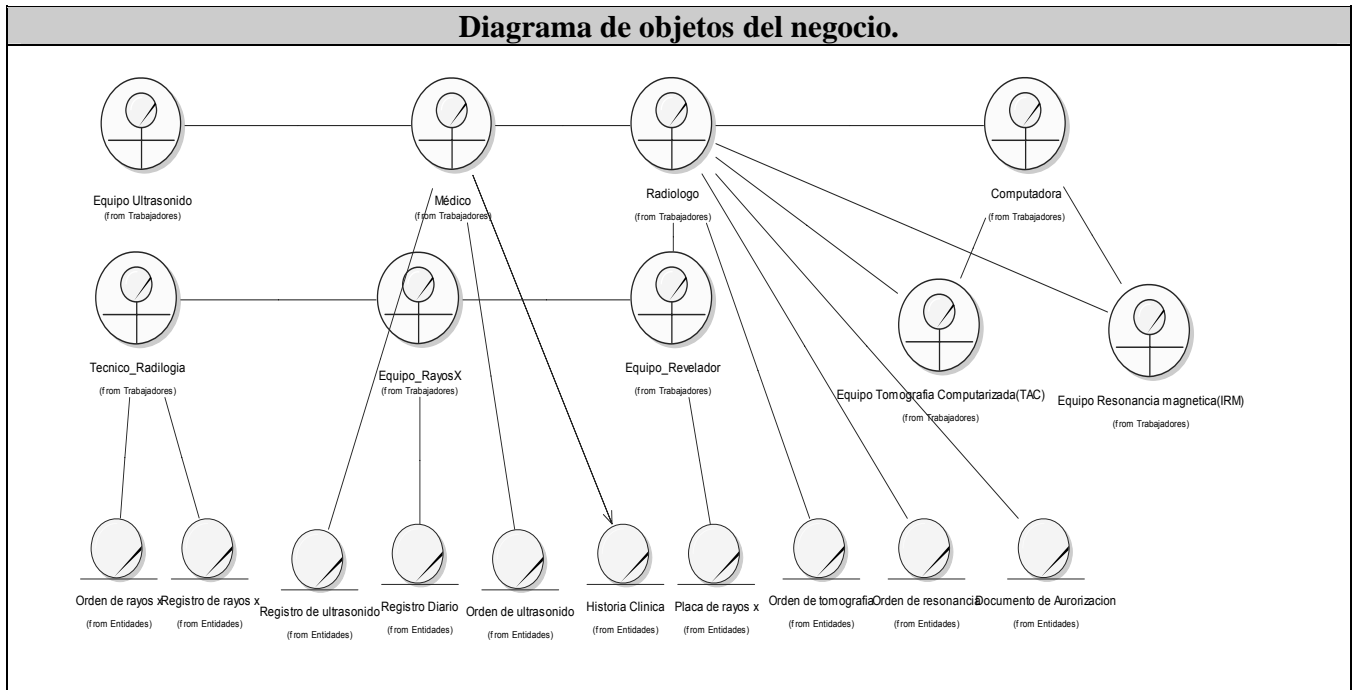 Diagrama de objetos del negocio.
Equipo Ultrasonido
(from Trabajadores)
Médico
(from Trabajadores)
Radiologo
(from Trabajadores)
Computadora
(from Trabajadores)
Tecnico_Radilogia
(from Trabajadores)
Equipo_RayosX
(from Trabajadores)
Equipo_Revelador
(from Trabajadores)
Equipo Tomografia Computarizada(TAC)
(from Trabajadores)
Equipo Resonancia magnetica(IRM)
(from Trabajadores)
Orden de rayos x
(from Entidades)
Registro de rayos x
(from Entidades)
Registro de ultrasonido
(from Entidades)
Registro Diario
(from Entidades)
Orden de ultrasonido
(from Entidades)
Historia Clinica
(from Entidades)
Placa de rayos x
(from Entidades)
Orden de tomografia
(from Entidades)
Orden de resonancia
(from Entidades)
Documento de Aurorizacion
(from Entidades)